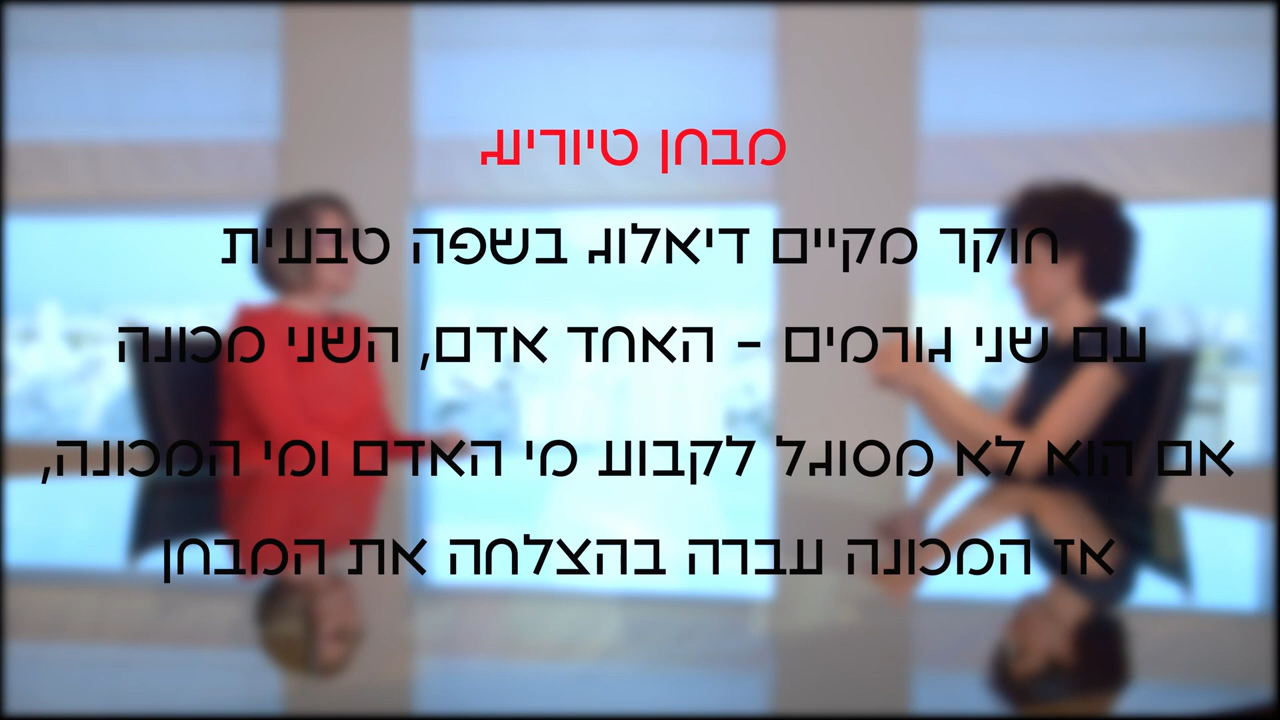 מבחן טיורינג
חוקר מקיים דיאלוג בשפה טבעית
עם שני גורמים - האחד אדם, השני מכונה
אם הוא לא מסוגל לקבוע מי האדם ומי המכונה,
אז המכונה עברה בהצלחה את המבחן